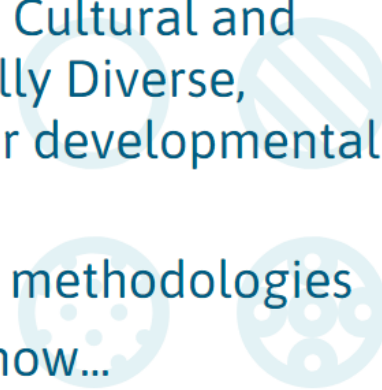 Cultural and
lly Diverse,
r developmental
methodologies
now...